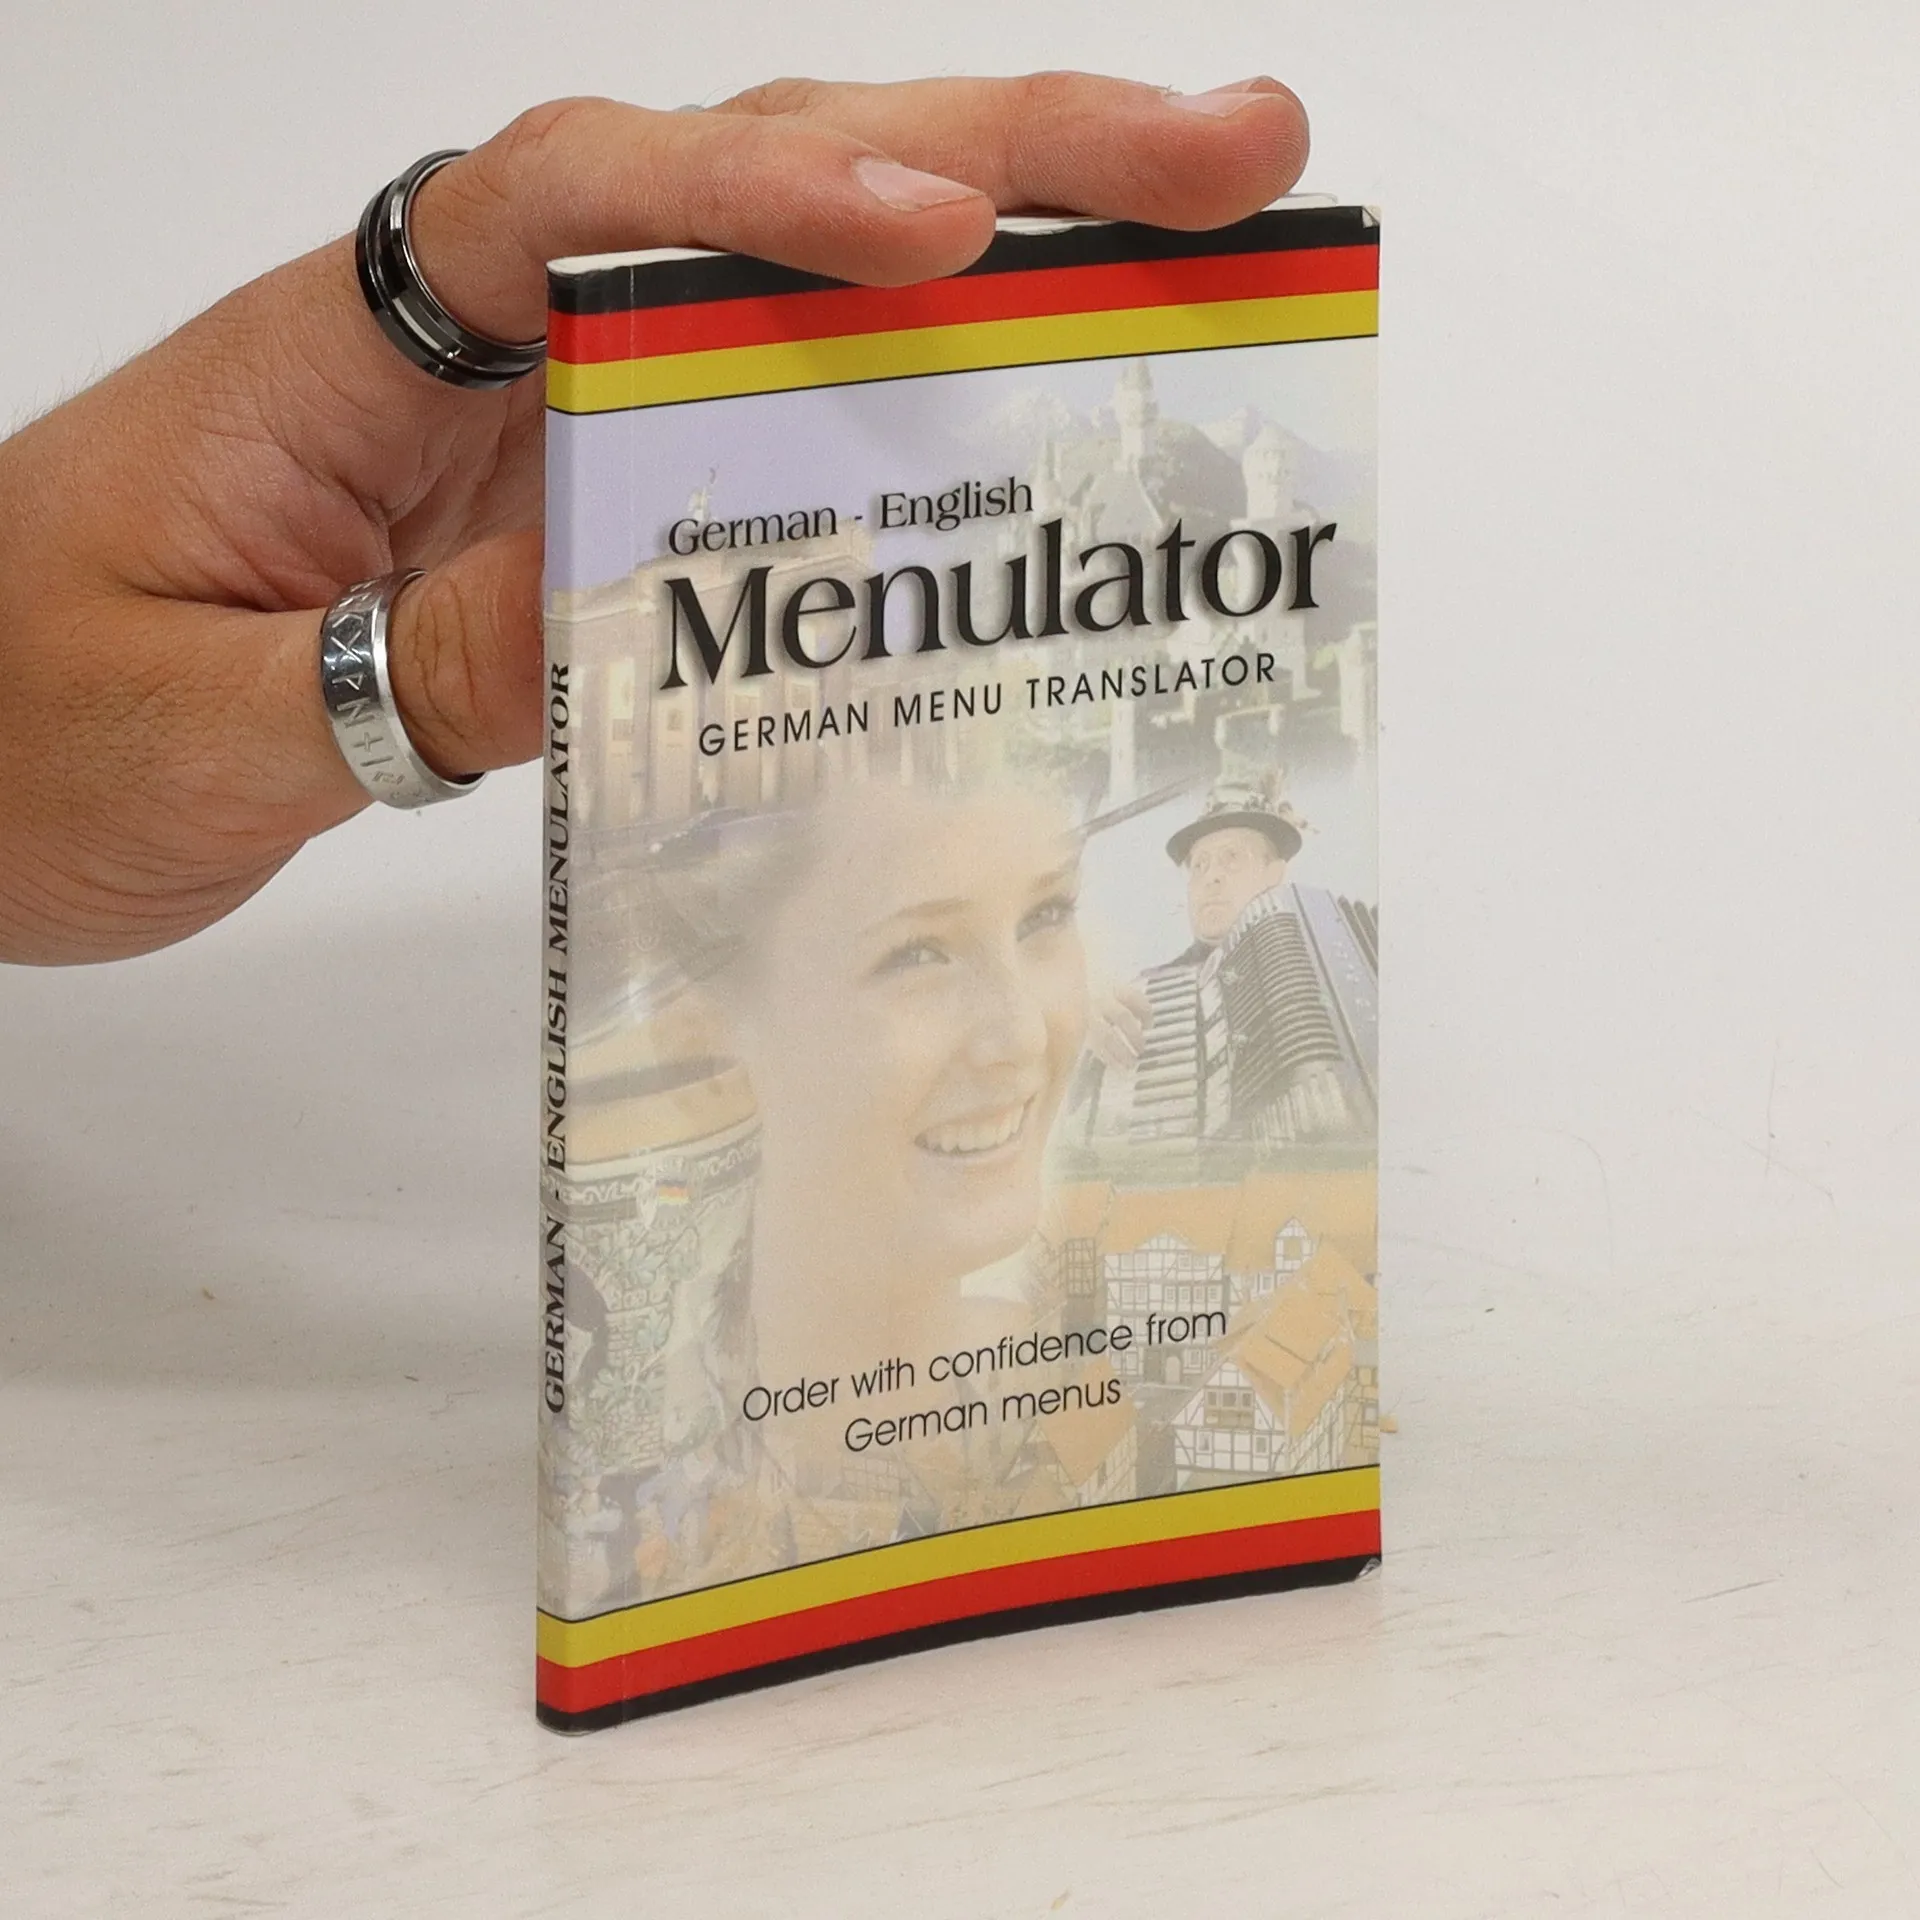 German - English
Menulator
GERMAN MENU TRANSLATOR
Order with confidence from
German menus
GERMAN - ENGLISH MENULATOR